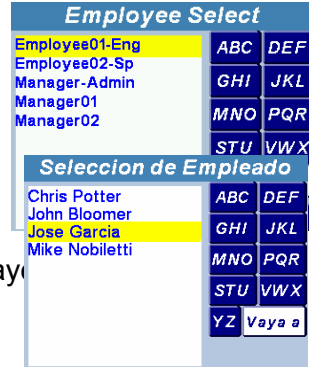 Employee Select
Employee01-Eng
Employee02-Sp
Manager-Admin
Manager01
Manager02
ABC DEF
GHI JKL
MNO PQR
STU VWX
Seleccion de Empleado
Chris Potter
John Bloomer
Jose Garcia
Mike Nobiletti
ABC DEF
GHI JKL
MNO PQR
STU VWX
YZ Vaya a